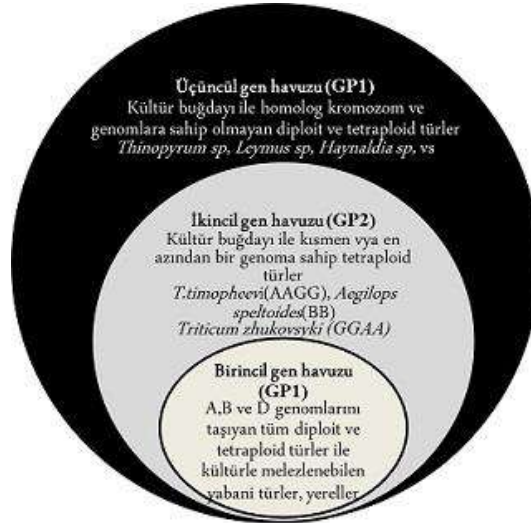 Üçüncül gen havuzu (GP1)
Kültür buğdayı ile homolog kromozom ve
genomlara sahip olmayan diploit ve tetraploid türler
Thinopyrum sp, Leymus sp, Haynaldia sp, vs
İkincil gen havuzu (GP2)
Kültür buğdayı ile kısmen vya en
azından bir genoma sahip tetraploid
türler
T.timopheevi(AAGG), Aegilops
speltoides(BB)
Triticum zhukovsyki (GGAA)
Birincil gen havuzu
(GP1)
A,B ve D genomlarını
taşıyan tüm diploit ve
tetraploid türler ile
kültürle melezlenebilen
yabani türler, yereller